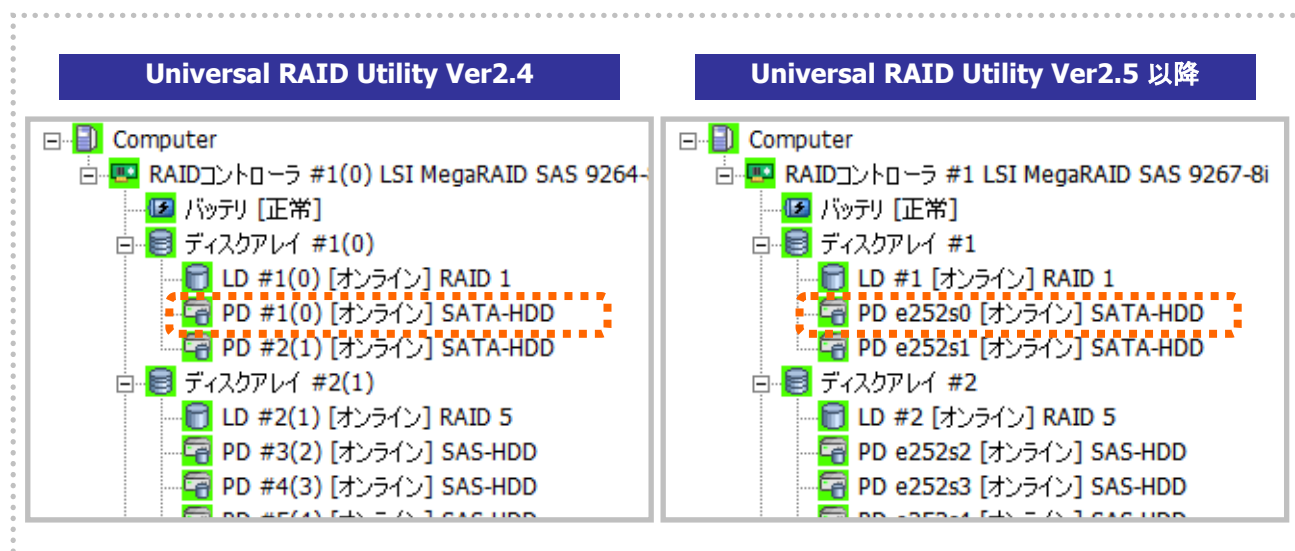 Universal RAID Utility Ver2.4
Computer
RAIDコントローラ #1(0) LSI MegaRAID SAS 9264-
バッテリ [正常]
ディスクアレイ #1(0)
LD #1(0) [オンライン] RAID 1
PD #1(0) [オンライン] SATA-HDD
PD #2(1) [オンライン] SATA-HDD
ディスクアレイ #2(1)
LD #2(1) [オンライン] RAID 5
PD #3(2) [オンライン] SAS-HDD
PD #4(3) [オンライン] SAS-HDD
Universal RAID Utility Ver2.5 以降
Computer
RAIDコントローラ #1 LSI MegaRAID SAS 9267-8i
バッテリ [正常]
ディスクアレイ #1
LD #1 [オンライン] RAID 1
PD e252s0 [オンライン] SATA-HDD
PD e252s1 [オンライン] SATA-HDD
ディスクアレイ #2
LD #2 [オンライン] RAID 5
PD e252s2 [オンライン] SAS-HDD
PD e252s3 [オンライン] SAS-HDD